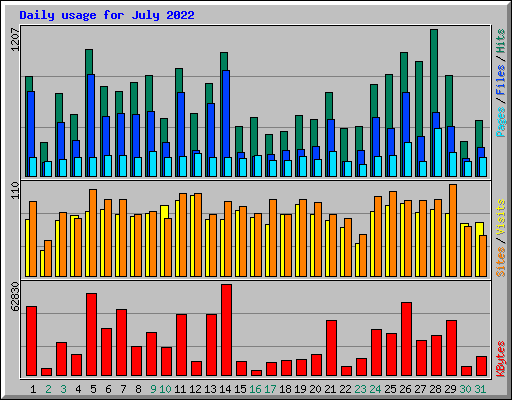 Daily usage for July 2022
1207
Pages / Files / Hits
110
Sites / Visits
62830
KBytes
1 2 3 4 5 6 7 8 9 10 11 12 13 14 15 16 17 18 19 20 21 22 23 24 25 26 27 28 29 30 31